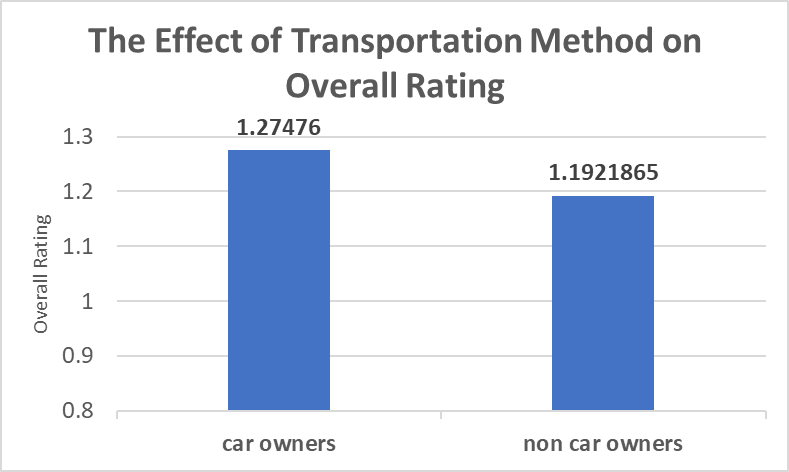 The Effect of Transportation Method on
Overall Rating
1.27476
1.1921865
1.3
1.2
1.1
1
0.9
0.8
Overall Rating
car owners
non car owners